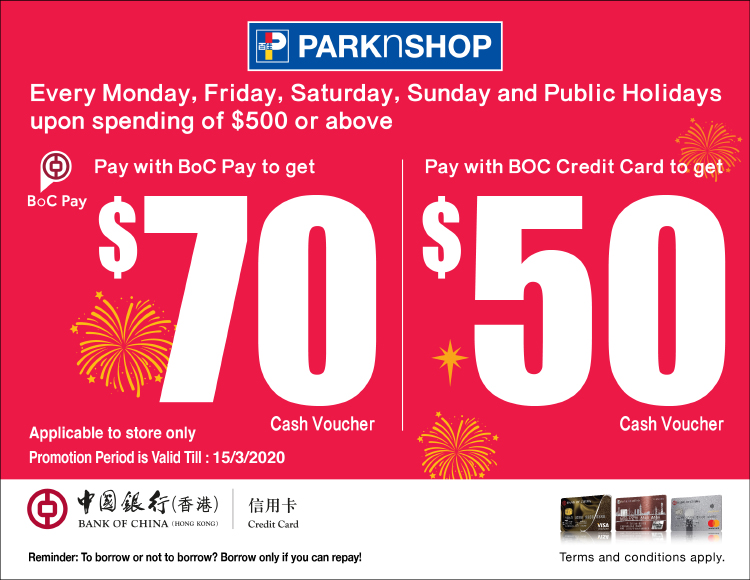 百佳
PARKnSHOP
Every Monday, Friday, Saturday, Sunday and Public Holidays
upon spending of $500 or above
BoC Pay
Pay with BoC Pay to get
$70
Cash Voucher
Pay with BOC Credit Card to get
$50
Cash Voucher
Applicable to store only
Promotion Period is Valid Till : 15/3/2020
中國銀行(香港)
BANK OF CHINA (HONG KONG)
信用卡
Credit Card
VISA
Reminder: To borrow or not to borrow? Borrow only if you can repay!
Terms and conditions apply.